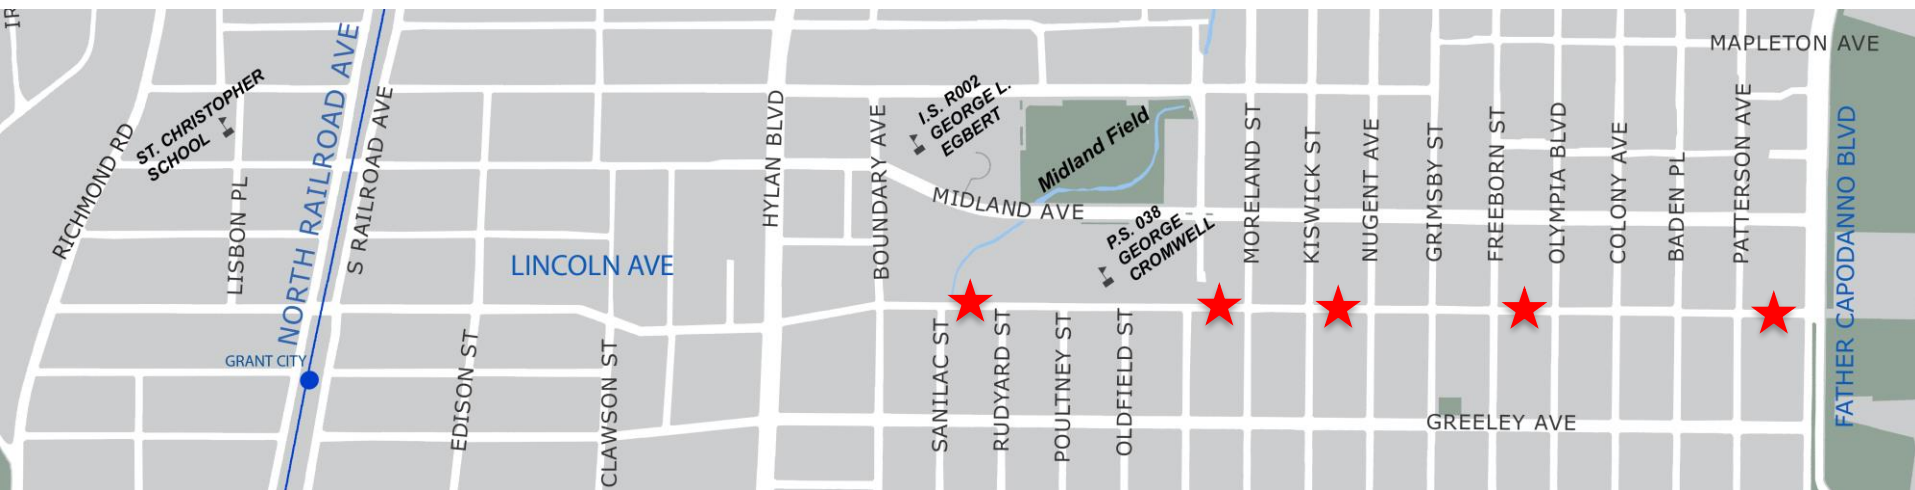 MAPLETON AVE
NORTH RAILROAD AVE
ST. CHRISTOPHER
SCHOOL
S RAILROAD AVE
RICHMOND RD
LISBON PL
HYLAN BLVD
BOUNDARY AVE
I.S. R002
GEORGE L.
EGBERT
Midland Field
MIDLAND AVE
P.S. 038
GEORGE
CROMWELL
MORELAND ST
KISWICK ST
NUGENT AVE
GRIMSBY ST
FREEBORN ST
OLYMPIA BLVD
COLONY AVE
BADEN PL
PATTERSON AVE
FATHER CAPODANNO BLVD
LINCOLN AVE
GRANT CITY
EDISON ST
CLAWSON ST
SANILAC ST
RUDYARD ST
POULTNEY ST
OLDFIELD ST
GREELEY AVE